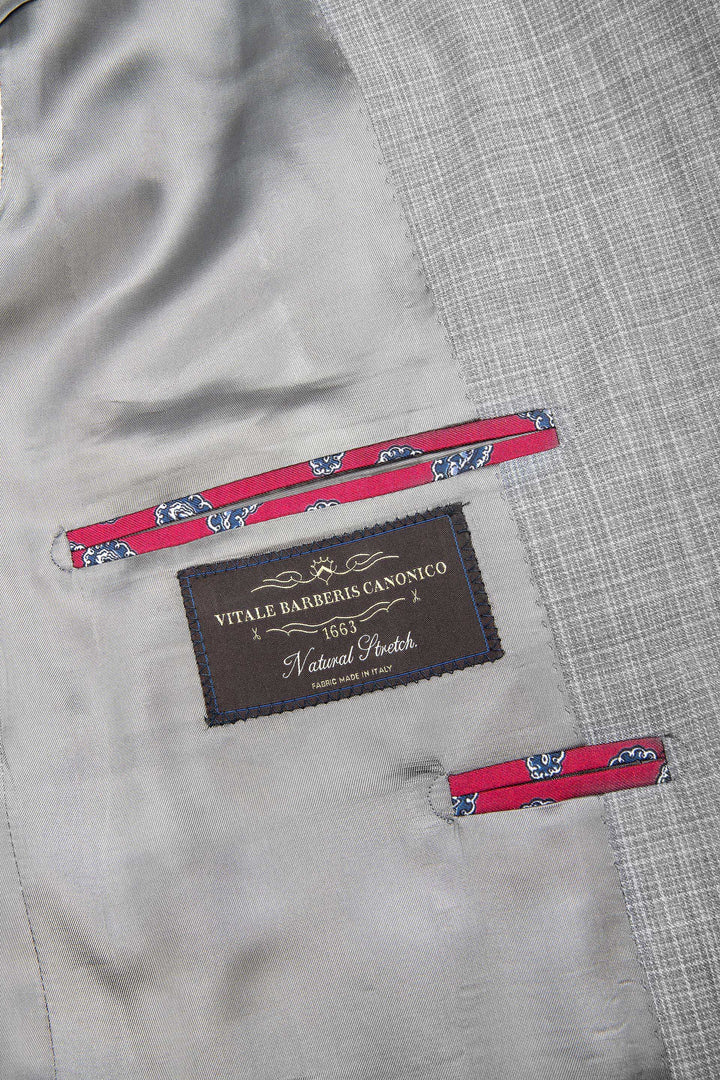 VITALE BARBERIS CANONICO
1663
Natural Stretch.
FABRIC MADE IN ITALY